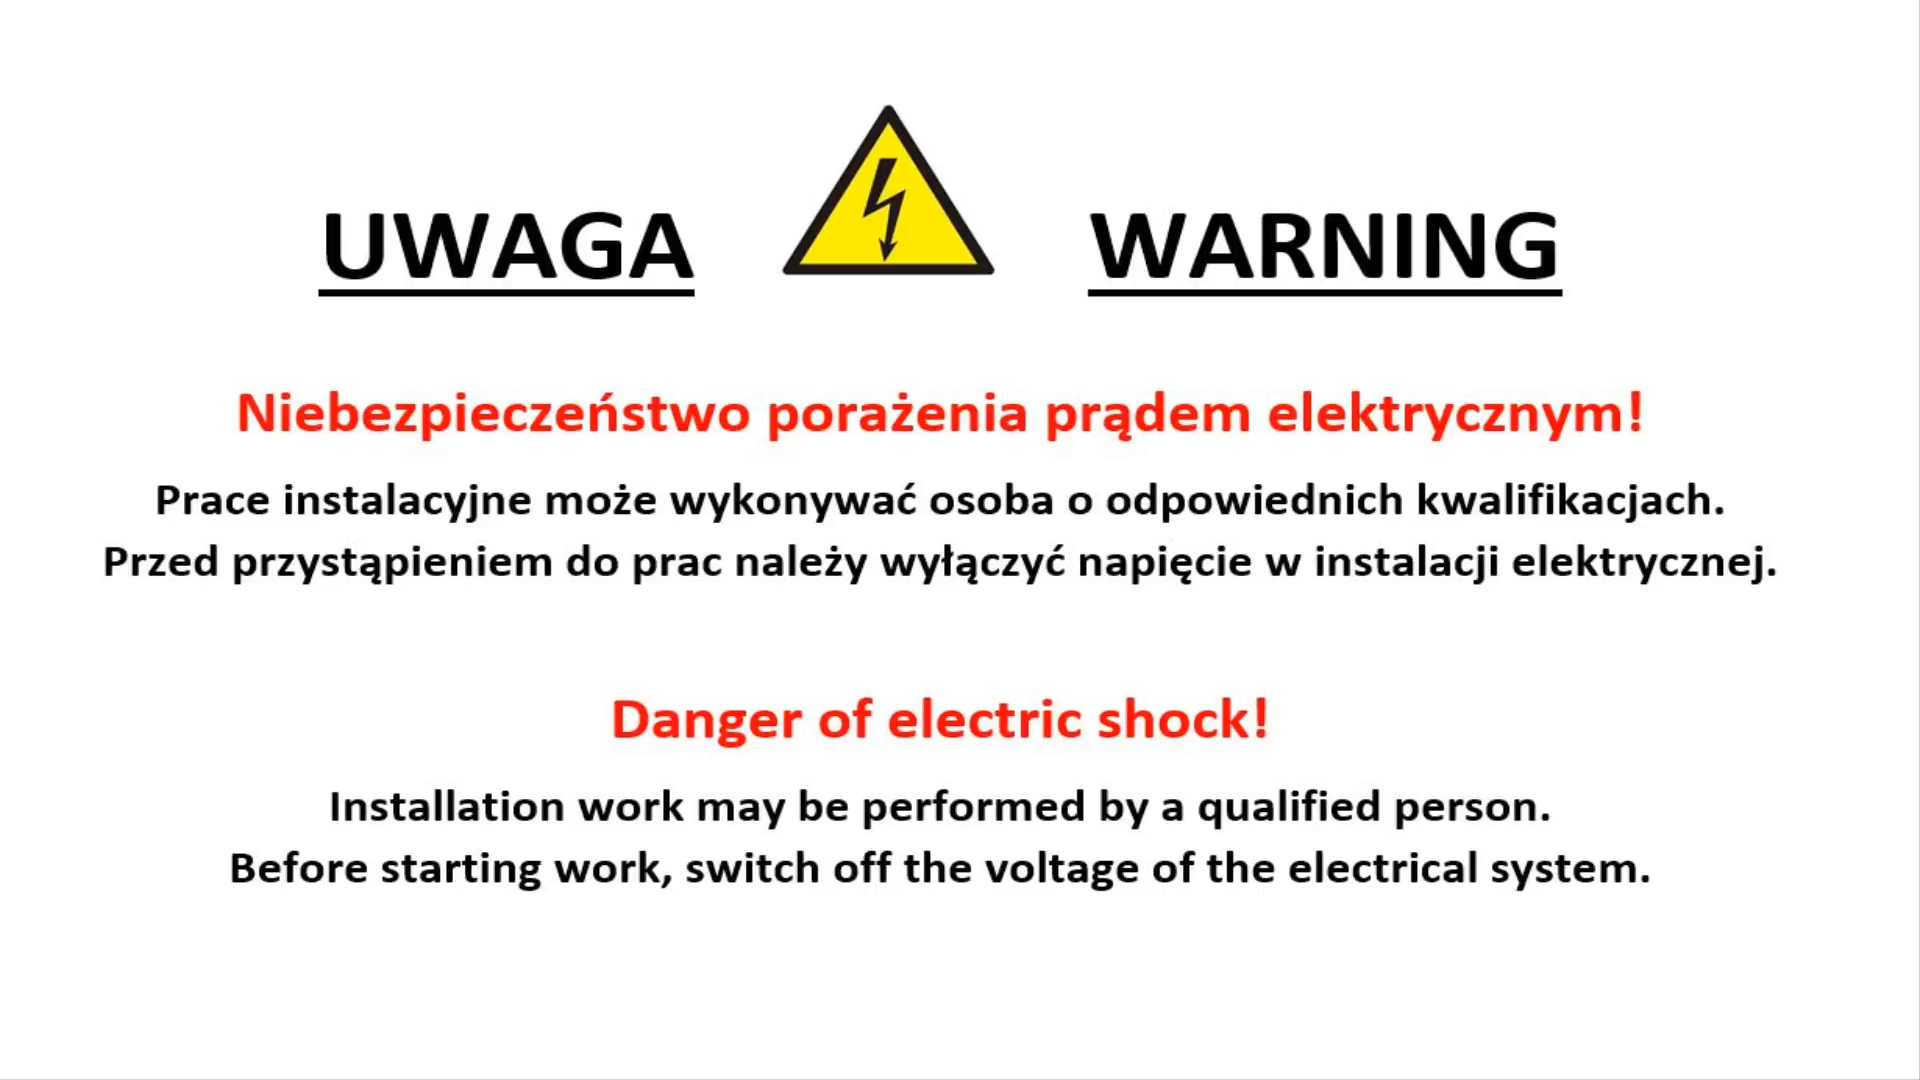 UWAGA WARNING
Niebezpieczeństwo porażenia prądem elektrycznym!
Prace instalacyjne może wykonywać osoba o odpowiednich kwalifikacjach.
Przed przystąpieniem do prac należy wyłączyć napięcie w instalacji elektrycznej.
Danger of electric shock!
Installation work may be performed by a qualified person.
Before starting work, switch off the voltage of the electrical system.